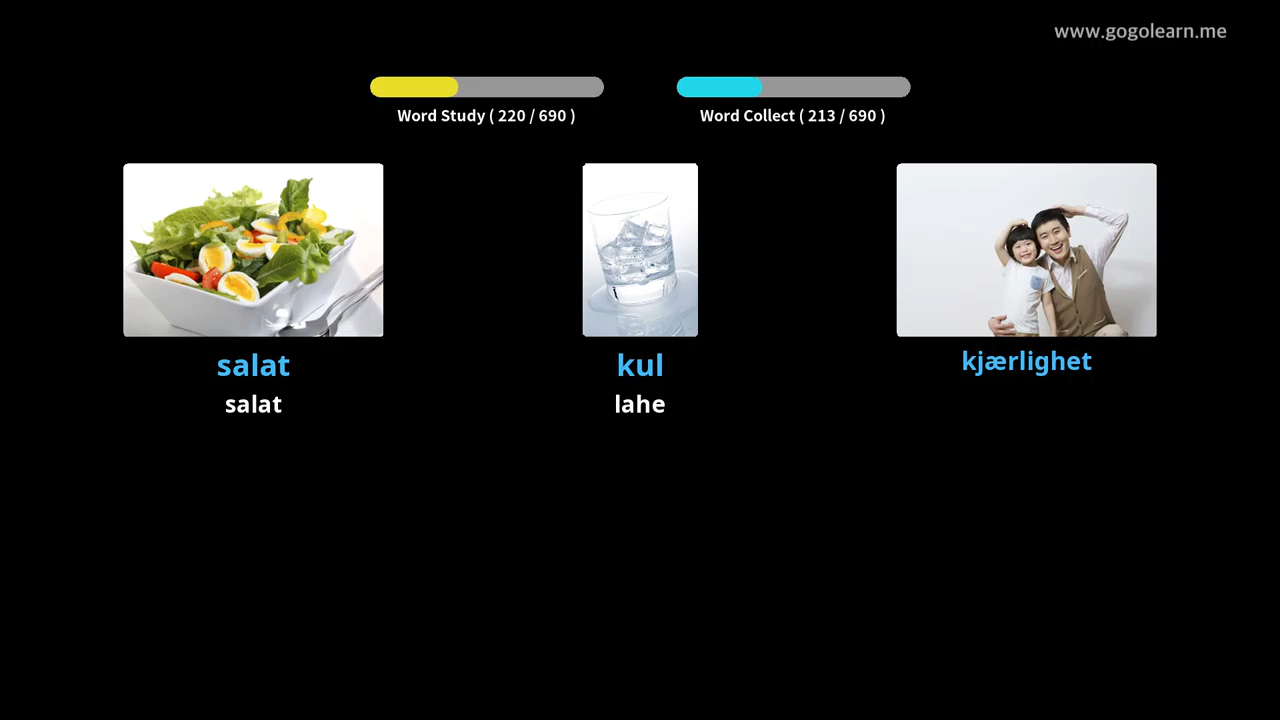 www.gogolearn.me
Word Study ( 220 / 690 )
Word Collect ( 213 / 690 )
salat
salat
kul
lahe
kjærlighet